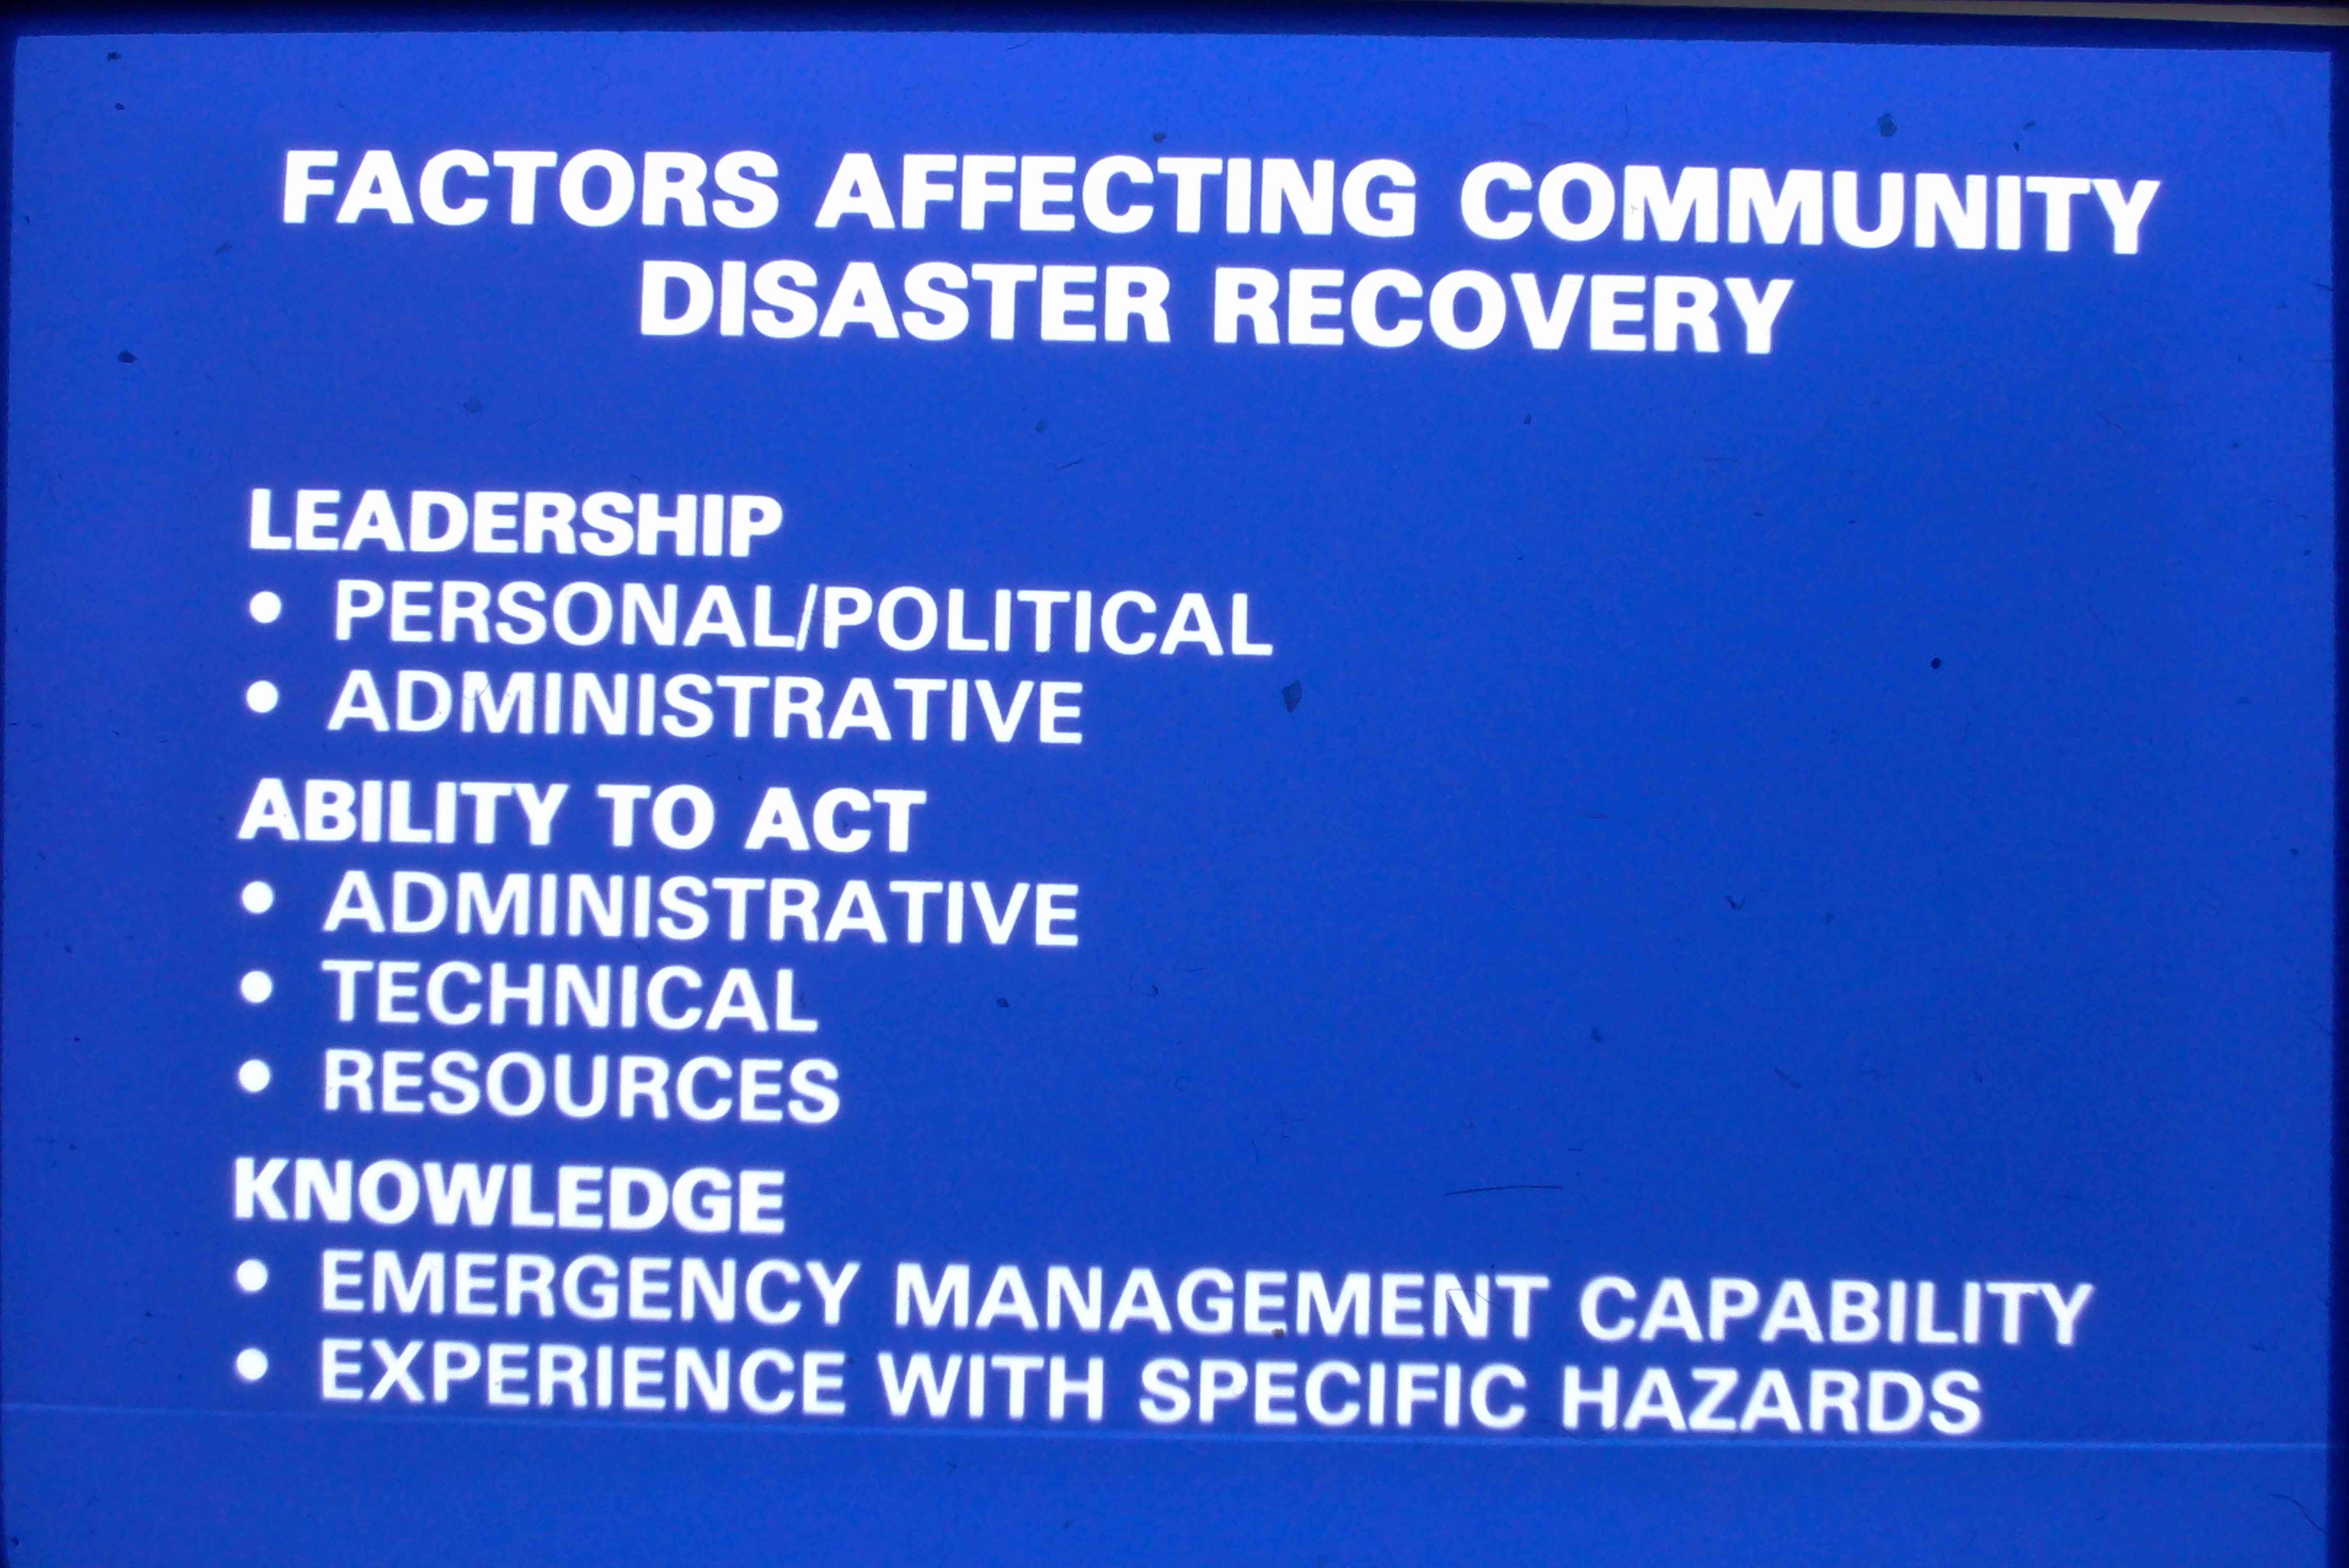 FACTORS AFFECTING COMMUNITY
DISASTER RECOVERY
LEADERSHIP
• PERSONAL/POLITICAL
• ADMINISTRATIVE
ABILITY TO ACT
• ADMINISTRATIVE
• TECHNICAL
• RESOURCES
KNOWLEDGE
• EMERGENCY MANAGEMENT CAPABILITY
• EXPERIENCE WITH SPECIFIC HAZARDS